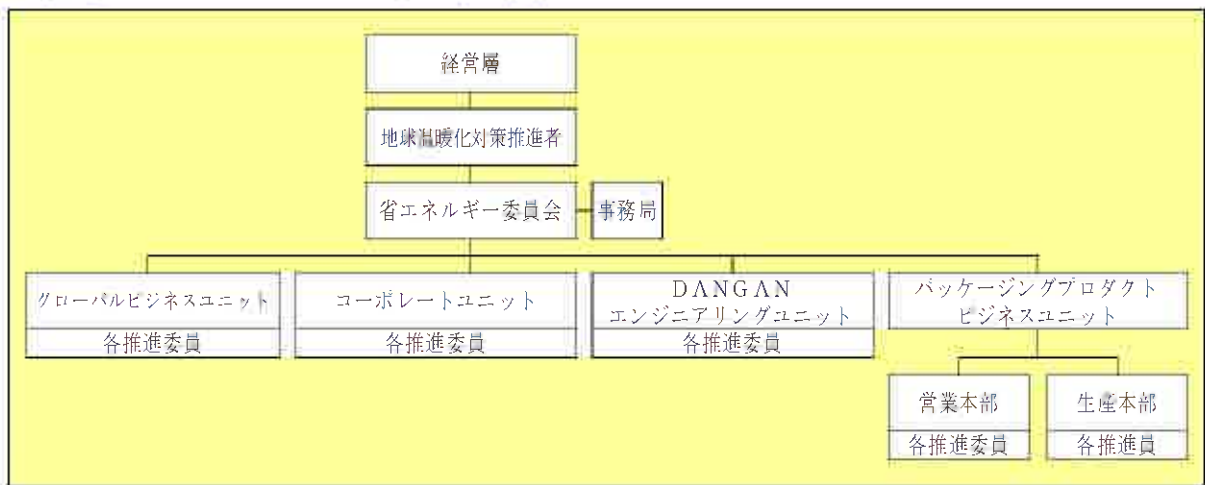 経営層
地球温暖化対策推進者
省エネルギー委員会
事務局
グローバルビジネスユニット
各推進委員
コーポレートユニット
各推進委員
DANGAN
エンジニアリングユニット
各推進委員
パッケージングプロダクト
ビジネスユニット
営業本部
各推進委員
生産本部
各推進員